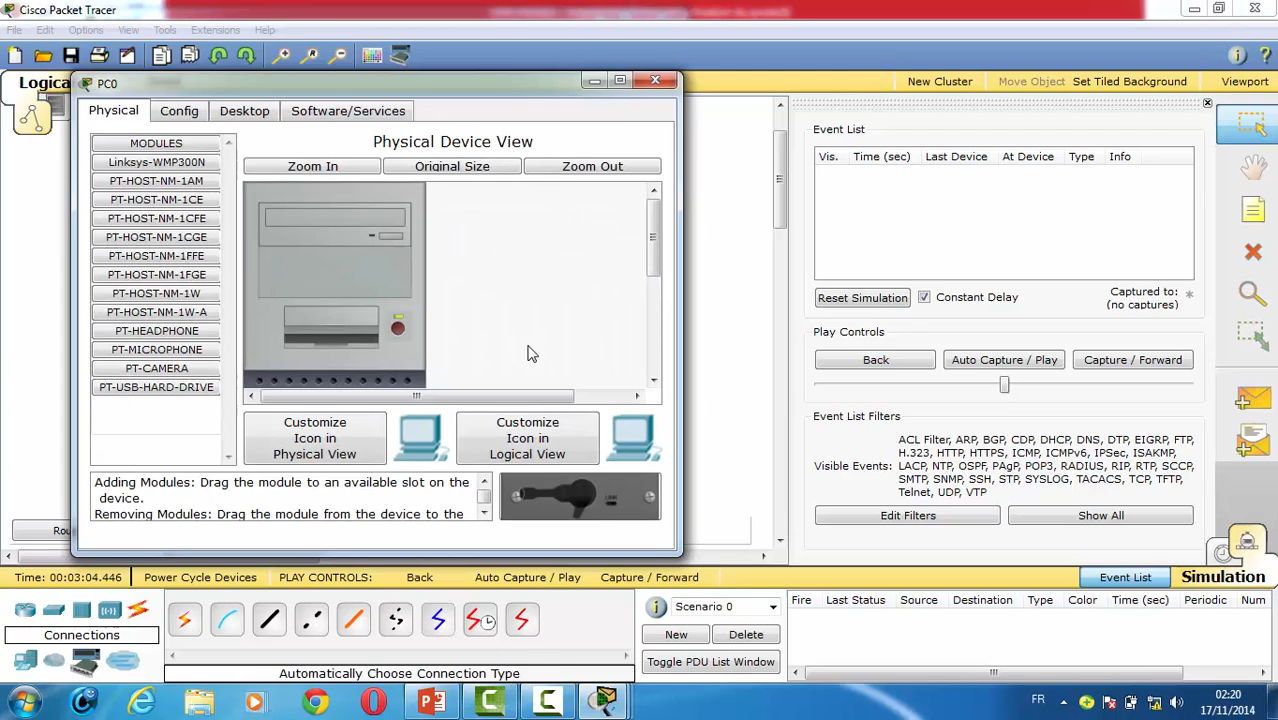 Cisco Packet Tracer
File Edit Options View Tools Extensions Help
Logica New Cluster Move Object Set Tiled Background Viewport
PC0
Physical Config Desktop Software/Services
MODULES
Linksys-WMP300N
PT-HOST-NM-1AM
PT-HOST-NM-1CE
PT-HOST-NM-1CFE
PT-HOST-NM-1CGE
PT-HOST-NM-1FFE
PT-HOST-NM-1FGE
PT-HOST-NM-1W
PT-HOST-NM-1W-A
PT-HEADPHONE
PT-MICROPHONE
PT-CAMERA
PT-USB-HARD-DRIVE
Physical Device View
Zoom In Original Size Zoom Out
Customize
Icon in
Physical View
Customize
Icon in
Logical View
Adding Modules: Drag the module to an available slot on the
device.
Removing Modules: Drag the module from the device to the
Rou
Event List
Vis. Time (sec) Last Device At Device Type Info
Reset Simulation Constant Delay Captured to: *
(no captures)
Play Controls
Back Auto Capture / Play Capture / Forward
Event List Filters
Visible Events: ACL Filter, ARP, BGP, CDP, DHCP, DNS, DTP, EIGRP, FTP,
H.323, HTTP, HTTPS, ICMP, ICMPv6, IPSec, ISAKMP,
LACP, NTP, OSPF, PAgP, POP3, RADIUS, RIP, RTP, SCCP,
SMTP, SNMP, SSH, STP, SYSLOG, TACACS, TCP, TFTP,
Telnet, UDP, VTP
Edit Filters Show All
Time: 00:03:04.446 Power Cycle Devices PLAY CONTROLS: Back Auto Capture / Play Capture / Forward Event List Simulation
Connections
Automatically Choose Connection Type
Scenario 0
New Delete
Toggle PDU List Window
Fire Last Status Source Destination Type Color Time (sec) Periodic Num
FR 02:20
17/11/2014